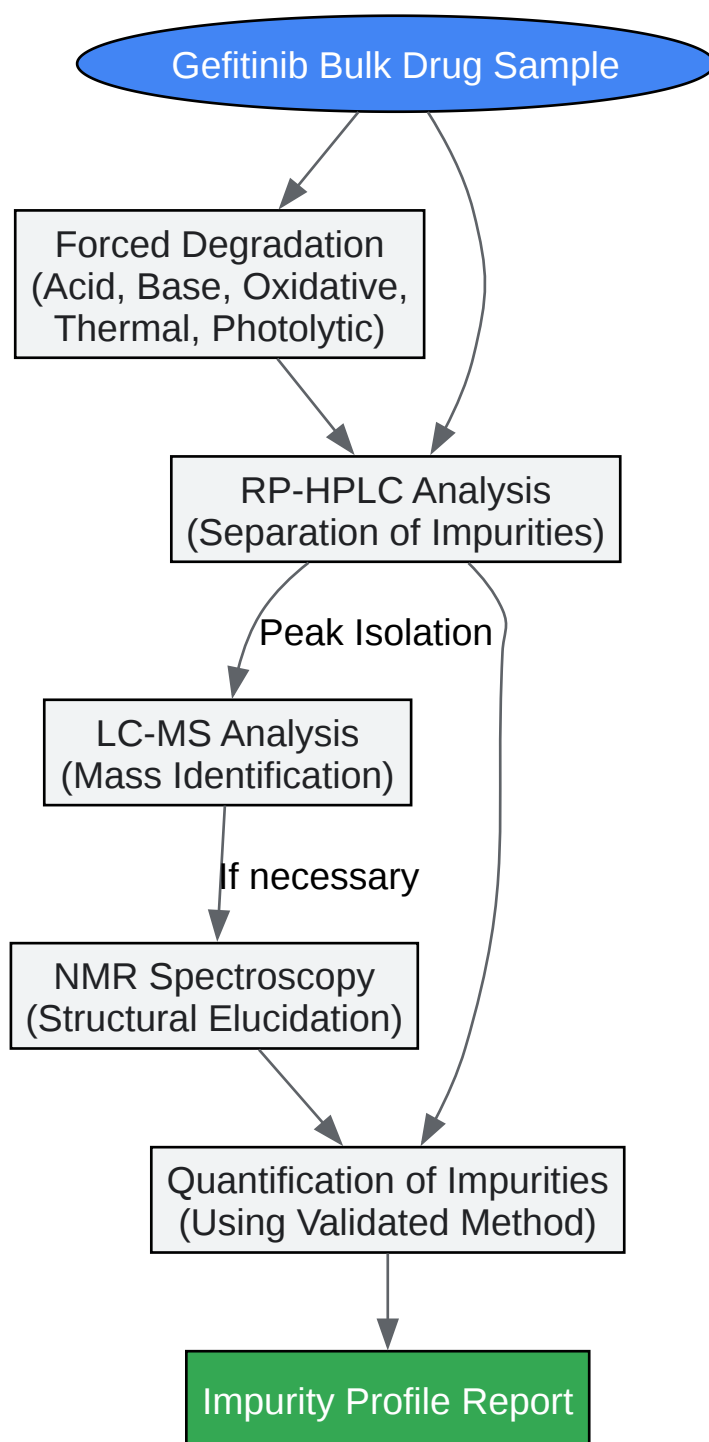 Gefitinib Bulk Drug Sample
Forced Degradation
(Acid, Base, Oxidative,
Thermal, Photolytic)
RP-HPLC Analysis
(Separation of Impurities)
Peak Isolation
LC-MS Analysis
(Mass Identification)
If necessary
NMR Spectroscopy
(Structural Elucidation)
Quantification of Impurities
(Using Validated Method)
Impurity Profile Report